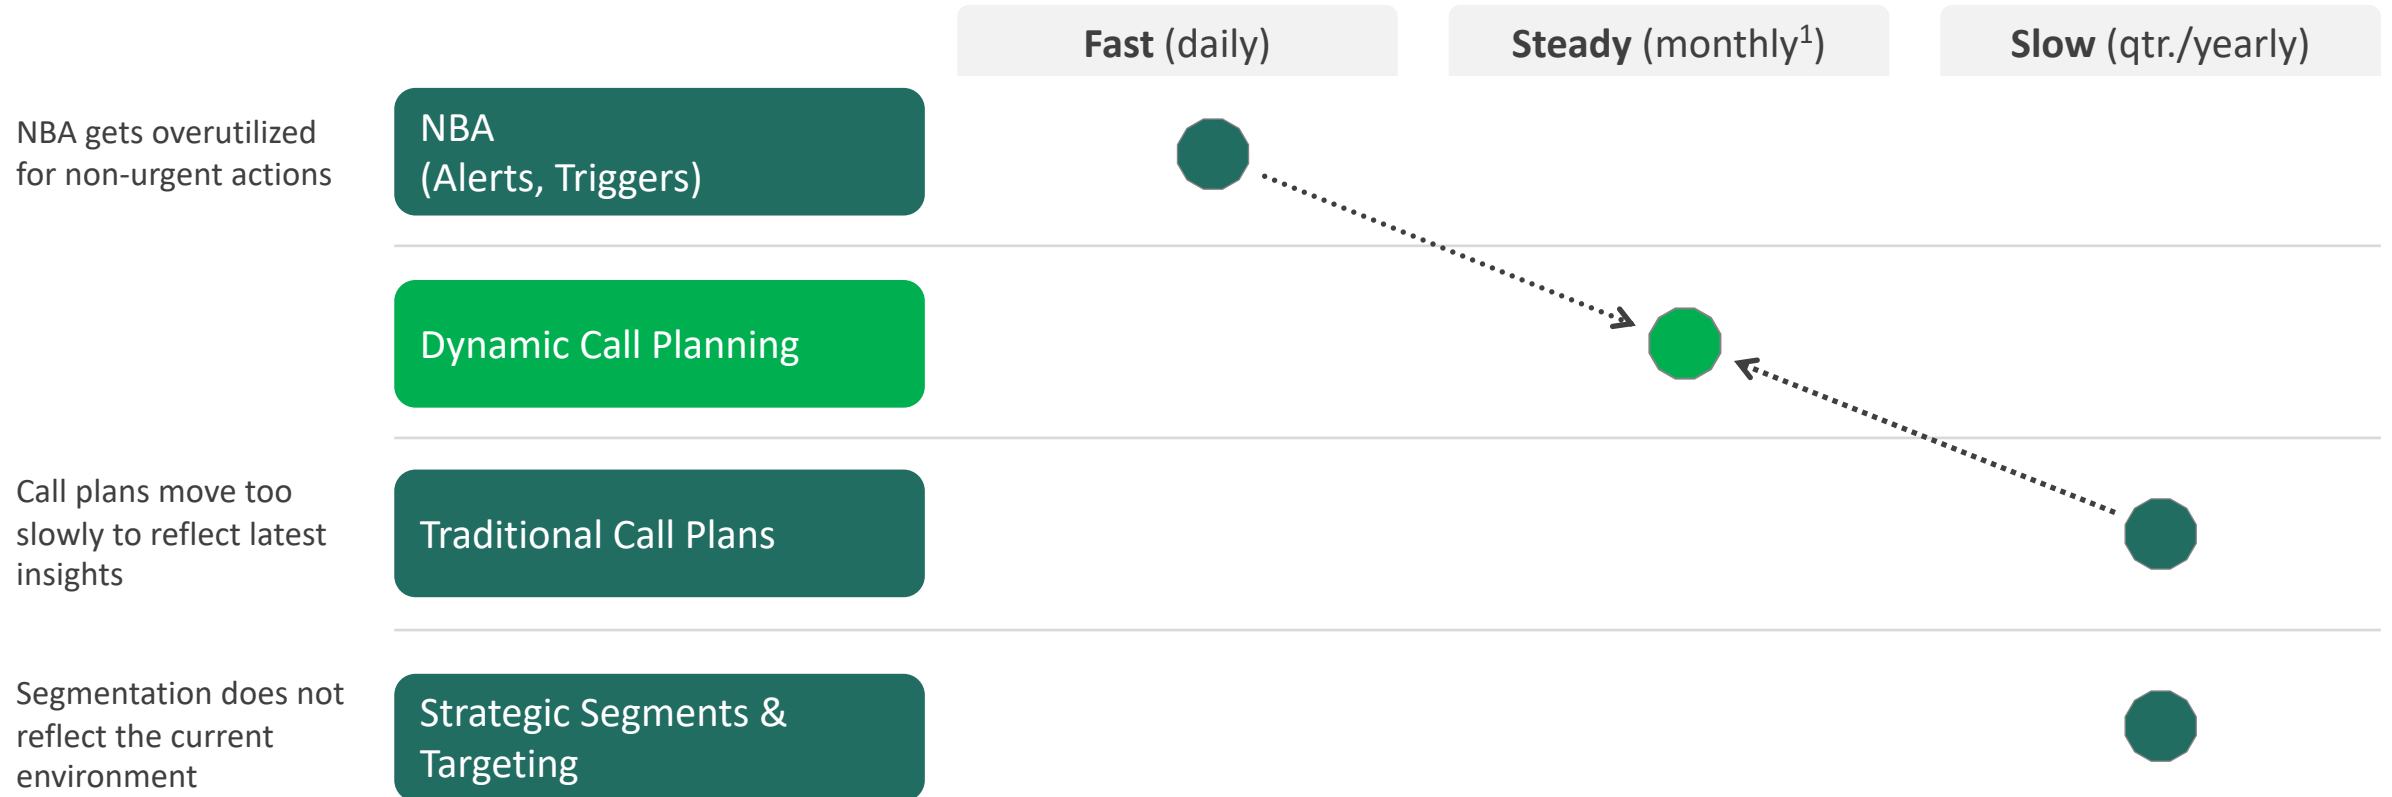 Fast (daily)
Steady (monthly1)
Slow (qtr./yearly)
NBA gets overutilized
for non-urgent actions
NBA
(Alerts, Triggers)
Dynamic Call Planning
Call plans move too
slowly to reflect latest
insights
Traditional Call Plans
Segmentation does not
reflect the current
environment
Strategic Segments &
Targeting